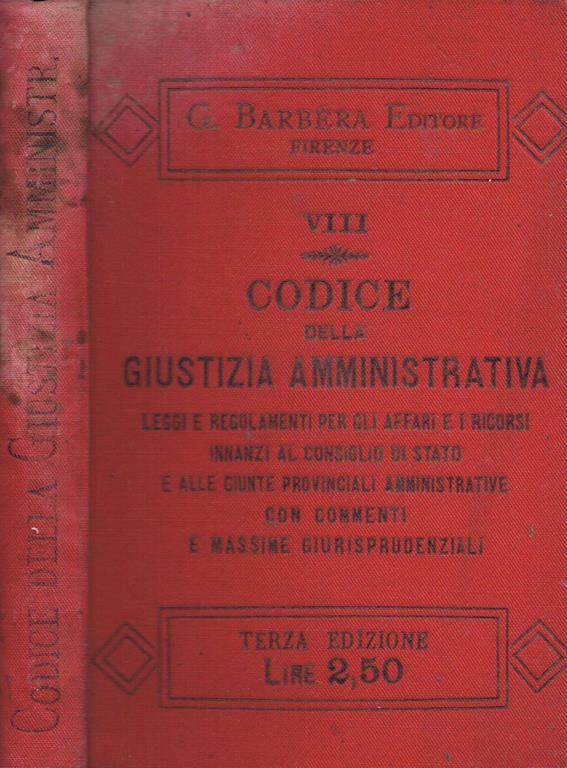 CODICE DELLA GIUSTIZIA AMMINISTR.
G. BARBÈRA EDITORE
FIRENZE
VIII
CODICE
DELLA
GIUSTIZIA AMMINISTRATIVA
LEGGI E REGOLAMENTI PER GLI AFFARI E I RICORSI
INNANZI AL CONSIGLIO DI STATO
E ALLE GIUNTE PROVINCIALI AMMINISTRATIVE
CON COMMENTI
E MASSIME GIURISPRUDENZIALI
TERZA EDIZIONE
LIRE 2,50